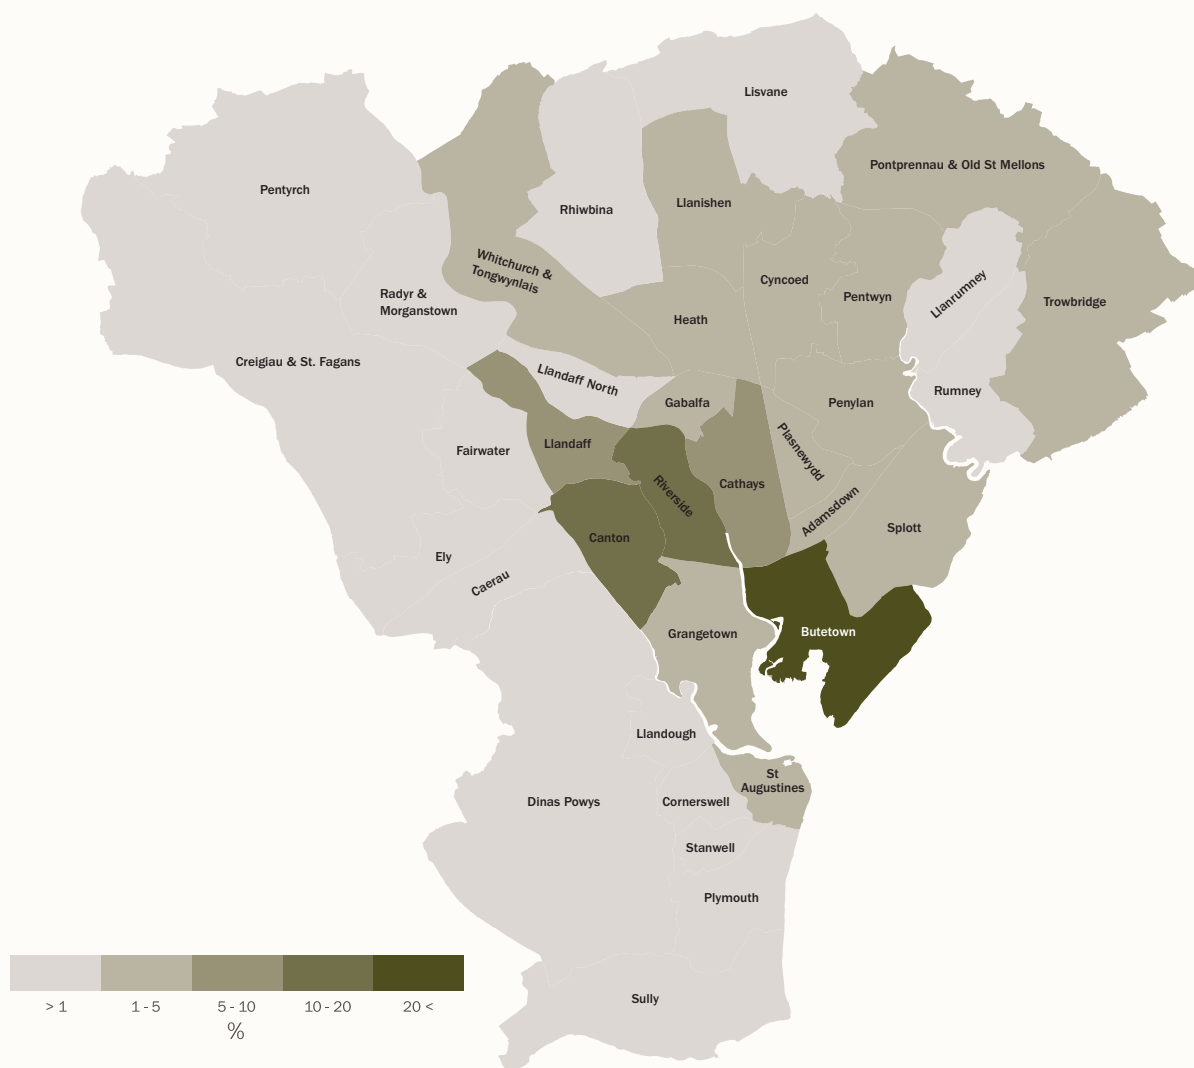 Lisvane
Pontprennau & Old St Mellons
Pentyrch
Rhiwbina
Llanishen
Whitchurch &
Tongwynlais
Cyncoed
Radyr &
Morganstown
Pentwyn
Llanrumney
Trowbridge
Heath
Creigiau & St. Fagans
Llandaff North
Rumney
Gabalfa
Penylan
Fairwater
Llandaff
Plasnewydd
Cathays
Riverside
Adamsdown
Splott
Canton
Ely
Caerau
Butetown
Grangetown
Llandough
St
Augustines
Dinas Powys
Cornerswell
Stanwell
Plymouth
Sully
> 1
1 - 5
5 - 10
10 - 20
20 <
%